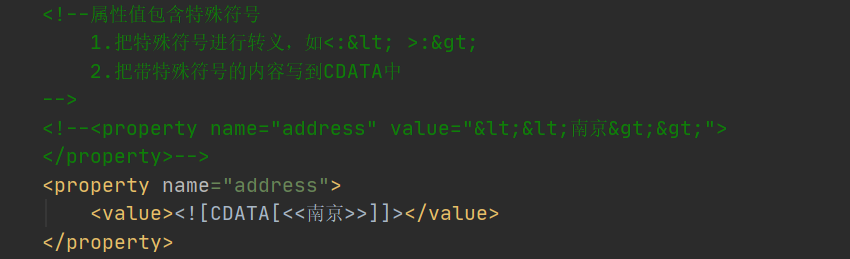 <!--属性值包含特殊符号
1.把特殊符号进行转义，如<:&lt; >:&gt;
2.把带特殊符号的内容写到CDATA中
-->
<!--<property name="address" value="&lt;&lt;南京&gt;&gt;">
</property>-->
<property name="address">
<value><![CDATA[<<南京>>]]></value>
</property>